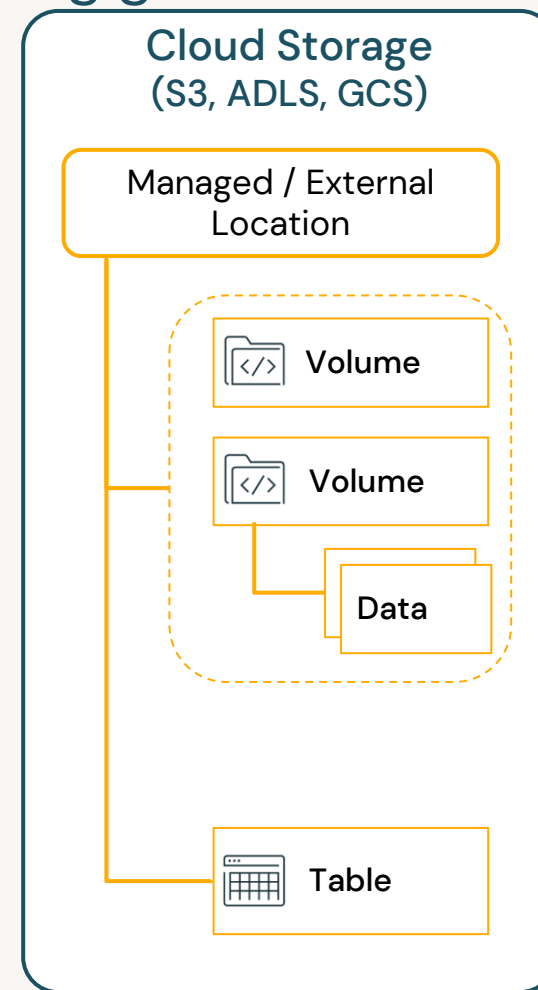 Cloud Storage
(S3, ADLS, GCS)
Managed / External
Location
</> Volume
</> Volume
Data
Table